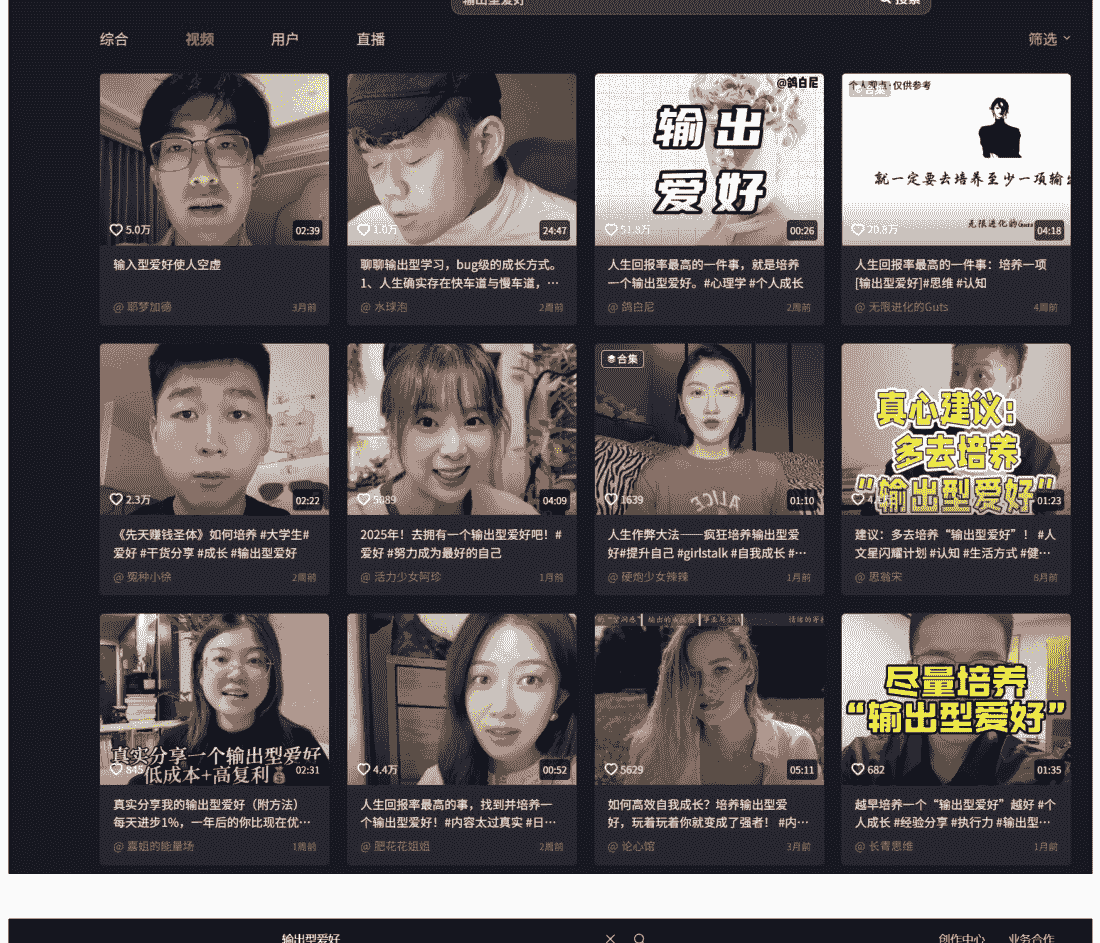 输出型爱好
搜索
综合
视频
用户
直播
筛选
5.0万
02:39
输入型爱好使人空虚
@ 耶梦加德
3月前
1.0万
24:47
聊聊输出型学习，bug级的成长方式。
1、人生确实存在快车道与慢车道，…
@ 水球泡
2周前
@鸽白尼
输出
爱好
51.8万
00:26
人生回报率最高的一件事，就是培养
一个输出型爱好。#心理学 #个人成长
@ 鸽白尼
2周前
个人观点·仅供参考
就一定要去培养至少一项输出
无限进化的Guts
20.8万
04:18
人生回报率最高的一件事：培养一项
[输出型爱好]#思维 #认知
@ 无限进化的Guts
4周前
2.3万
02:22
《先天赚钱圣体》如何培养 #大学生#
爱好 #干货分享 #成长 #输出型爱好
@ 冤种小徐
2周前
5089
04:09
2025年！去拥有一个输出型爱好吧！#
爱好 #努力成为最好的自己
@ 活力少女阿珍
1月前
合集
ALICE
1639
01:10
人生作弊大法——疯狂培养输出型爱
好#提升自己 #girlstalk #自我成长 #…
@ 硬炮少女辣辣
1月前
真心建议：
多去培养
“输出型爱好”
01:23
建议：多去培养“输出型爱好”！ #人
文星闪耀计划 #认知 #生活方式 #健…
@ 思翁宋
8月前
真实分享一个输出型爱好
低成本+高复利
845
02:31
真实分享我的输出型爱好（附方法）
每天进步1%，一年后的你比现在优…
@ 嘉姐的能量场
1周前
4.4万
00:52
人生回报率最高的事，找到并培养一
个输出型爱好！#内容太过真实 #日…
@ 肥花花姐姐
2周前
5629
05:11
如何高效自我成长？培养输出型爱
好，玩着玩着你就变成了强者！ #内…
@ 论心馆
3月前
尽量培养
“输出型爱好”
682
01:35
越早培养一个“输出型爱好”越好 #个
人成长 #经验分享 #执行力 #输出型…
@ 长青思维
1月前
输出型爱好
创作中心
业务合作